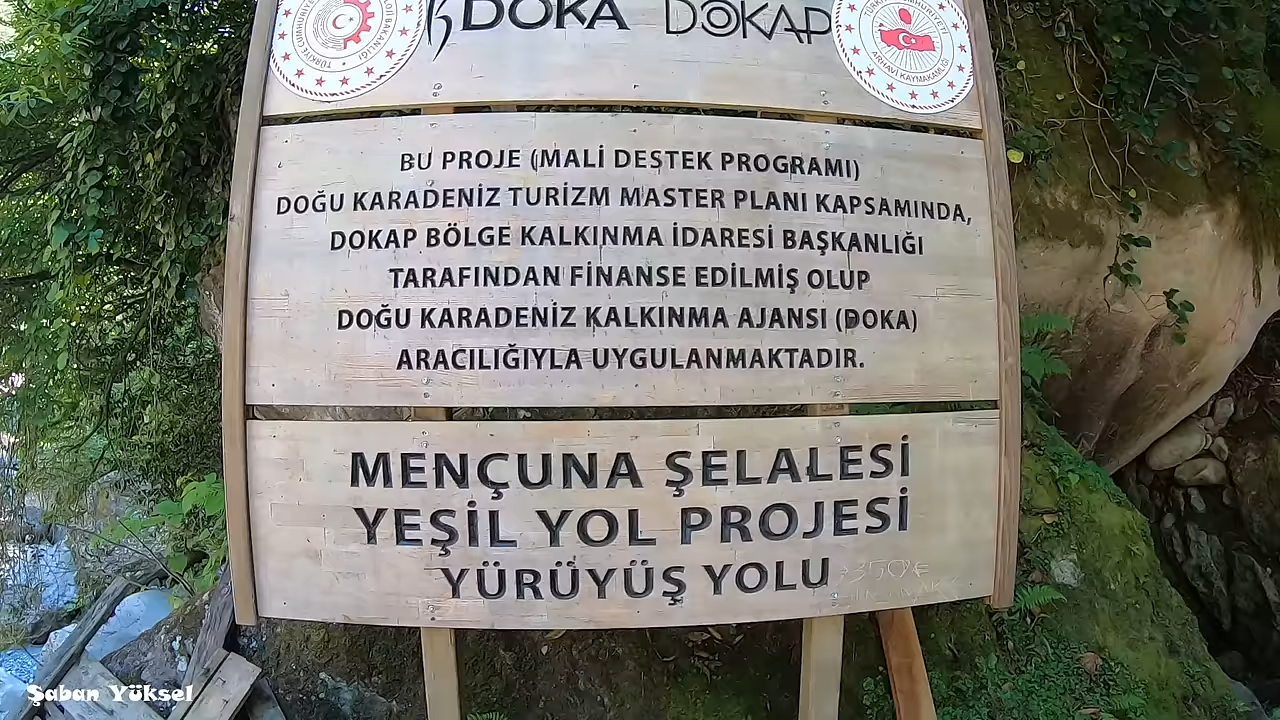 DOKA DOKAP
BU PROJE (MALİ DESTEK PROGRAMI)
DOĞU KARADENİZ TURİZM MASTER PLANI KAPSAMINDA,
DOKAP BÖLGE KALKINMA İDARESİ BAŞKANLIĞI
TARAFINDAN FİNANSE EDİLMİŞ OLUP
DOĞU KARADENİZ KALKINMA AJANSI (DOKA)
ARACILIĞIYLA UYGULANMAKTADIR.
MENÇUNA ŞELALESİ
YEŞİL YOL PROJESİ
YÜRÜYÜŞ YOLU
Şaban Yüksel